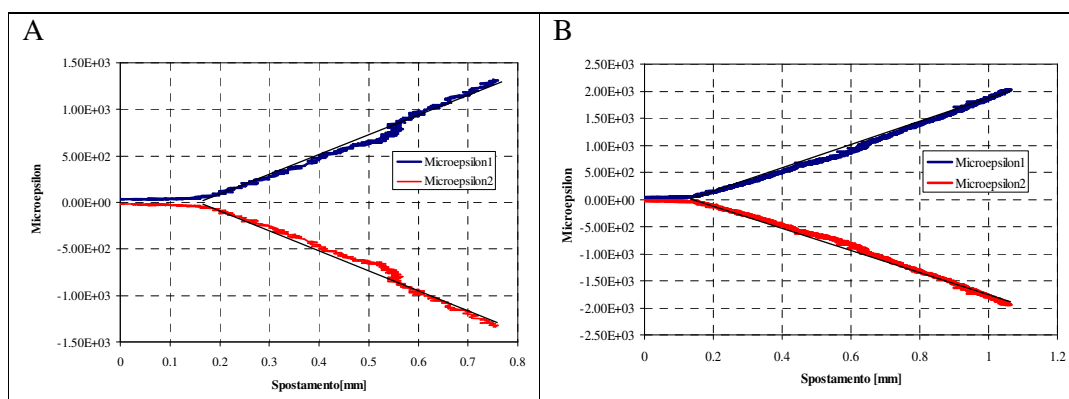 A
1.50E+03
1.00E+03
5.00E+02
0.00E+00
-5.00E+02
-1.00E+03
-1.50E+03
Microepsilon
Microepsilon1
Microepsilon2
0 0.1 0.2 0.3 0.4 0.5 0.6 0.7 0.8
Spostamento[mm]
B
2.50E+03
2.00E+03
1.50E+03
1.00E+03
5.00E+02
0.00E+00
-5.00E+02
-1.00E+03
-1.50E+03
-2.00E+03
-2.50E+03
Microepsilon
Microepsilon1
Microepsilon2
0 0.2 0.4 0.6 0.8 1 1.2
Spostamento [mm]